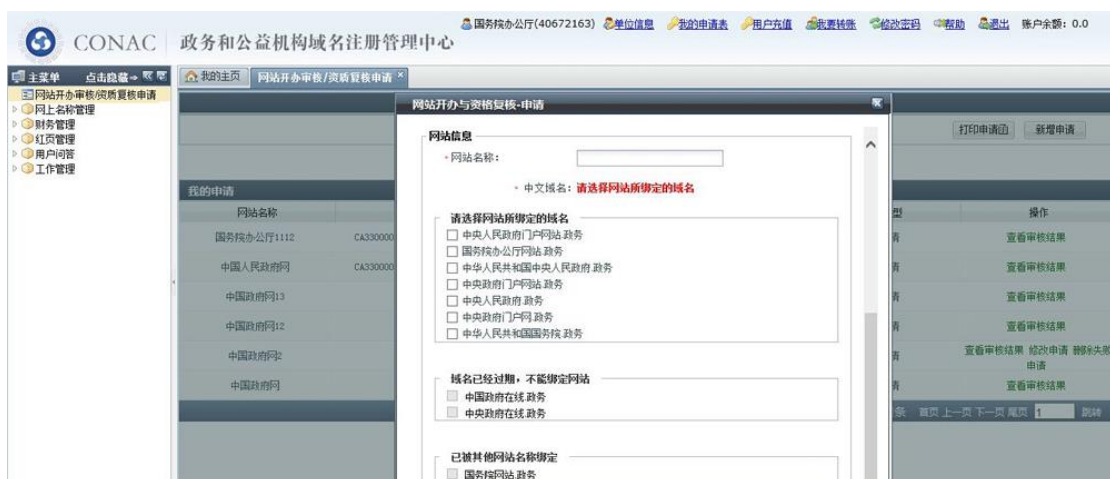 国务院办公厅(40672163) 单位信息 我的申请表 用户充值 我要转账 修改密码 帮助 退出 账户余额: 0.0
CONAC 政务和公益机构域名注册管理中心
主菜单 点击隐藏→
我的主页 网站开办审核/资质复核申请 ×
网站开办审核/资质复核申请
网上名称管理
财务管理
红页管理
用户问答
工作管理
网站开办与资格复核-申请
打印申请函 新增申请
网站信息
*网站名称:
* 中文域名: 请选择网站所绑定的域名
请选择网站所绑定的域名
中央人民政府门户网站.政务
国务院办公厅网站.政务
中华人民共和国中央人民政府.政务
中央政府门户网站.政务
中央人民政府.政务
中央政府门户网.政务
中华人民共和国国务院.政务
域名已经过期，不能绑定网站
中国政府在线.政务
中央政府在线.政务
已被其他网站名称绑定
国务院网站.政务
我的申请
网站名称 型 操作
国务院办公厅1112 CA330000 请 查看审核结果
中国人民政府网 CA330000 请 查看审核结果
中国政府网13 请 查看审核结果
中国政府网12 请 查看审核结果
中国政府网2 请 查看审核结果 修改申请 删除失败
申请
中国政府网 请 查看审核结果
条 首页 上一页 下一页 尾页 1 跳转